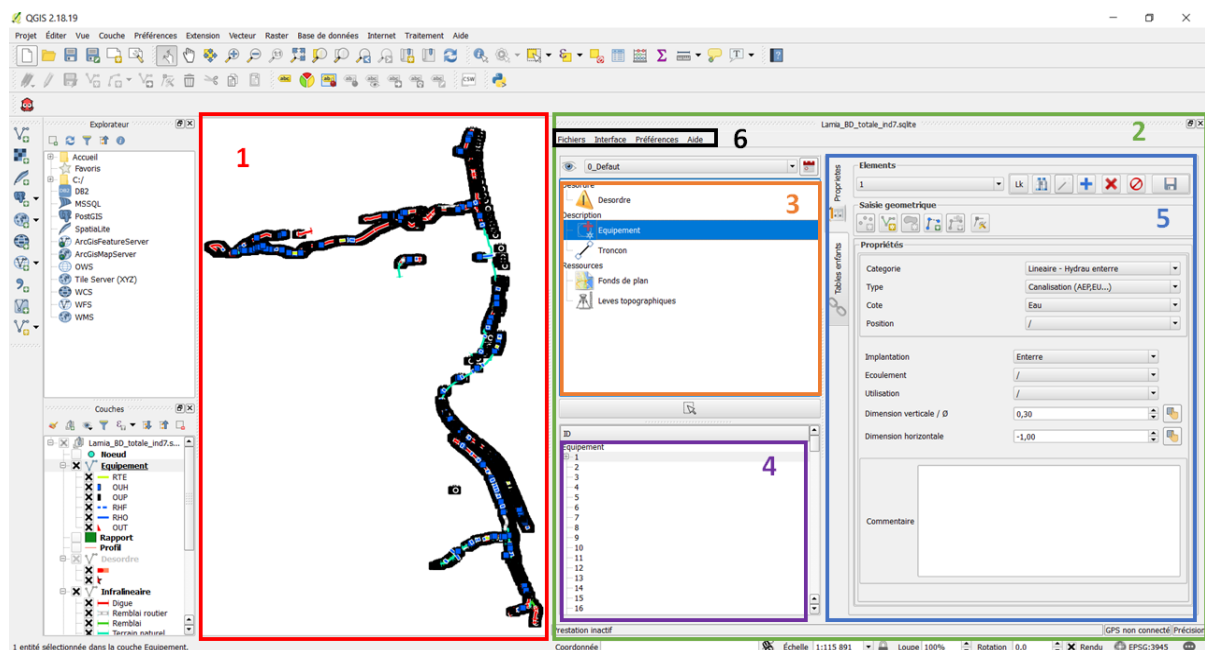 QGIS 2.18.19
Projet Éditer Vue Couche Préférences Extension Vecteur Raster Base de données Internet Traitement Aide
Explorateur
Accueil
Favoris
C:/
DB2
MSSQL
PostGIS
SpatiaLite
ArcGisFeatureServer
ArcGisMapServer
OWS
Tile Server (XYZ)
WCS
WFS
WMS
Couches
Lamia_BD_totale_ind7.s...
Noeud
Equipement
RTE
OUH
OUP
RHF
RHO
OUT
Rapport
Profil
Desordre
Infralineaire
Digue
Remblai routier
Remblai
Terrain naturel
1
Lamia_BD_totale_ind7.sqlite
2
Fichiers Interface Préférences Aide
6
0_Defaut
Desordre
Desordre
Description
Equipement
Troncon
Ressources
Fonds de plan
Leves topographiques
3
ID
Equipement
1
2
3
4
5
6
7
8
9
10
11
12
13
14
15
16
4
Proprietes
Tables enfants
Elements
1
Lk
Saisie geometrique
5
Propriétés
Categorie Lineaire - Hydrau enterre
Type Canalisation (AEP,EU...)
Cote Eau
Position /
Implantation Enterre
Ecoulement /
Utilisation /
Dimension verticale / Ø 0,30
Dimension horizontale -1,00
Commentaire
Prestation inactif
GPS non connecté Précision
1 entité sélectionnée dans la couche Equipement.
Coordonnée
Échelle 1:115 891
Loupe 100%
Rotation 0,0
Rendu
EPSG:3945